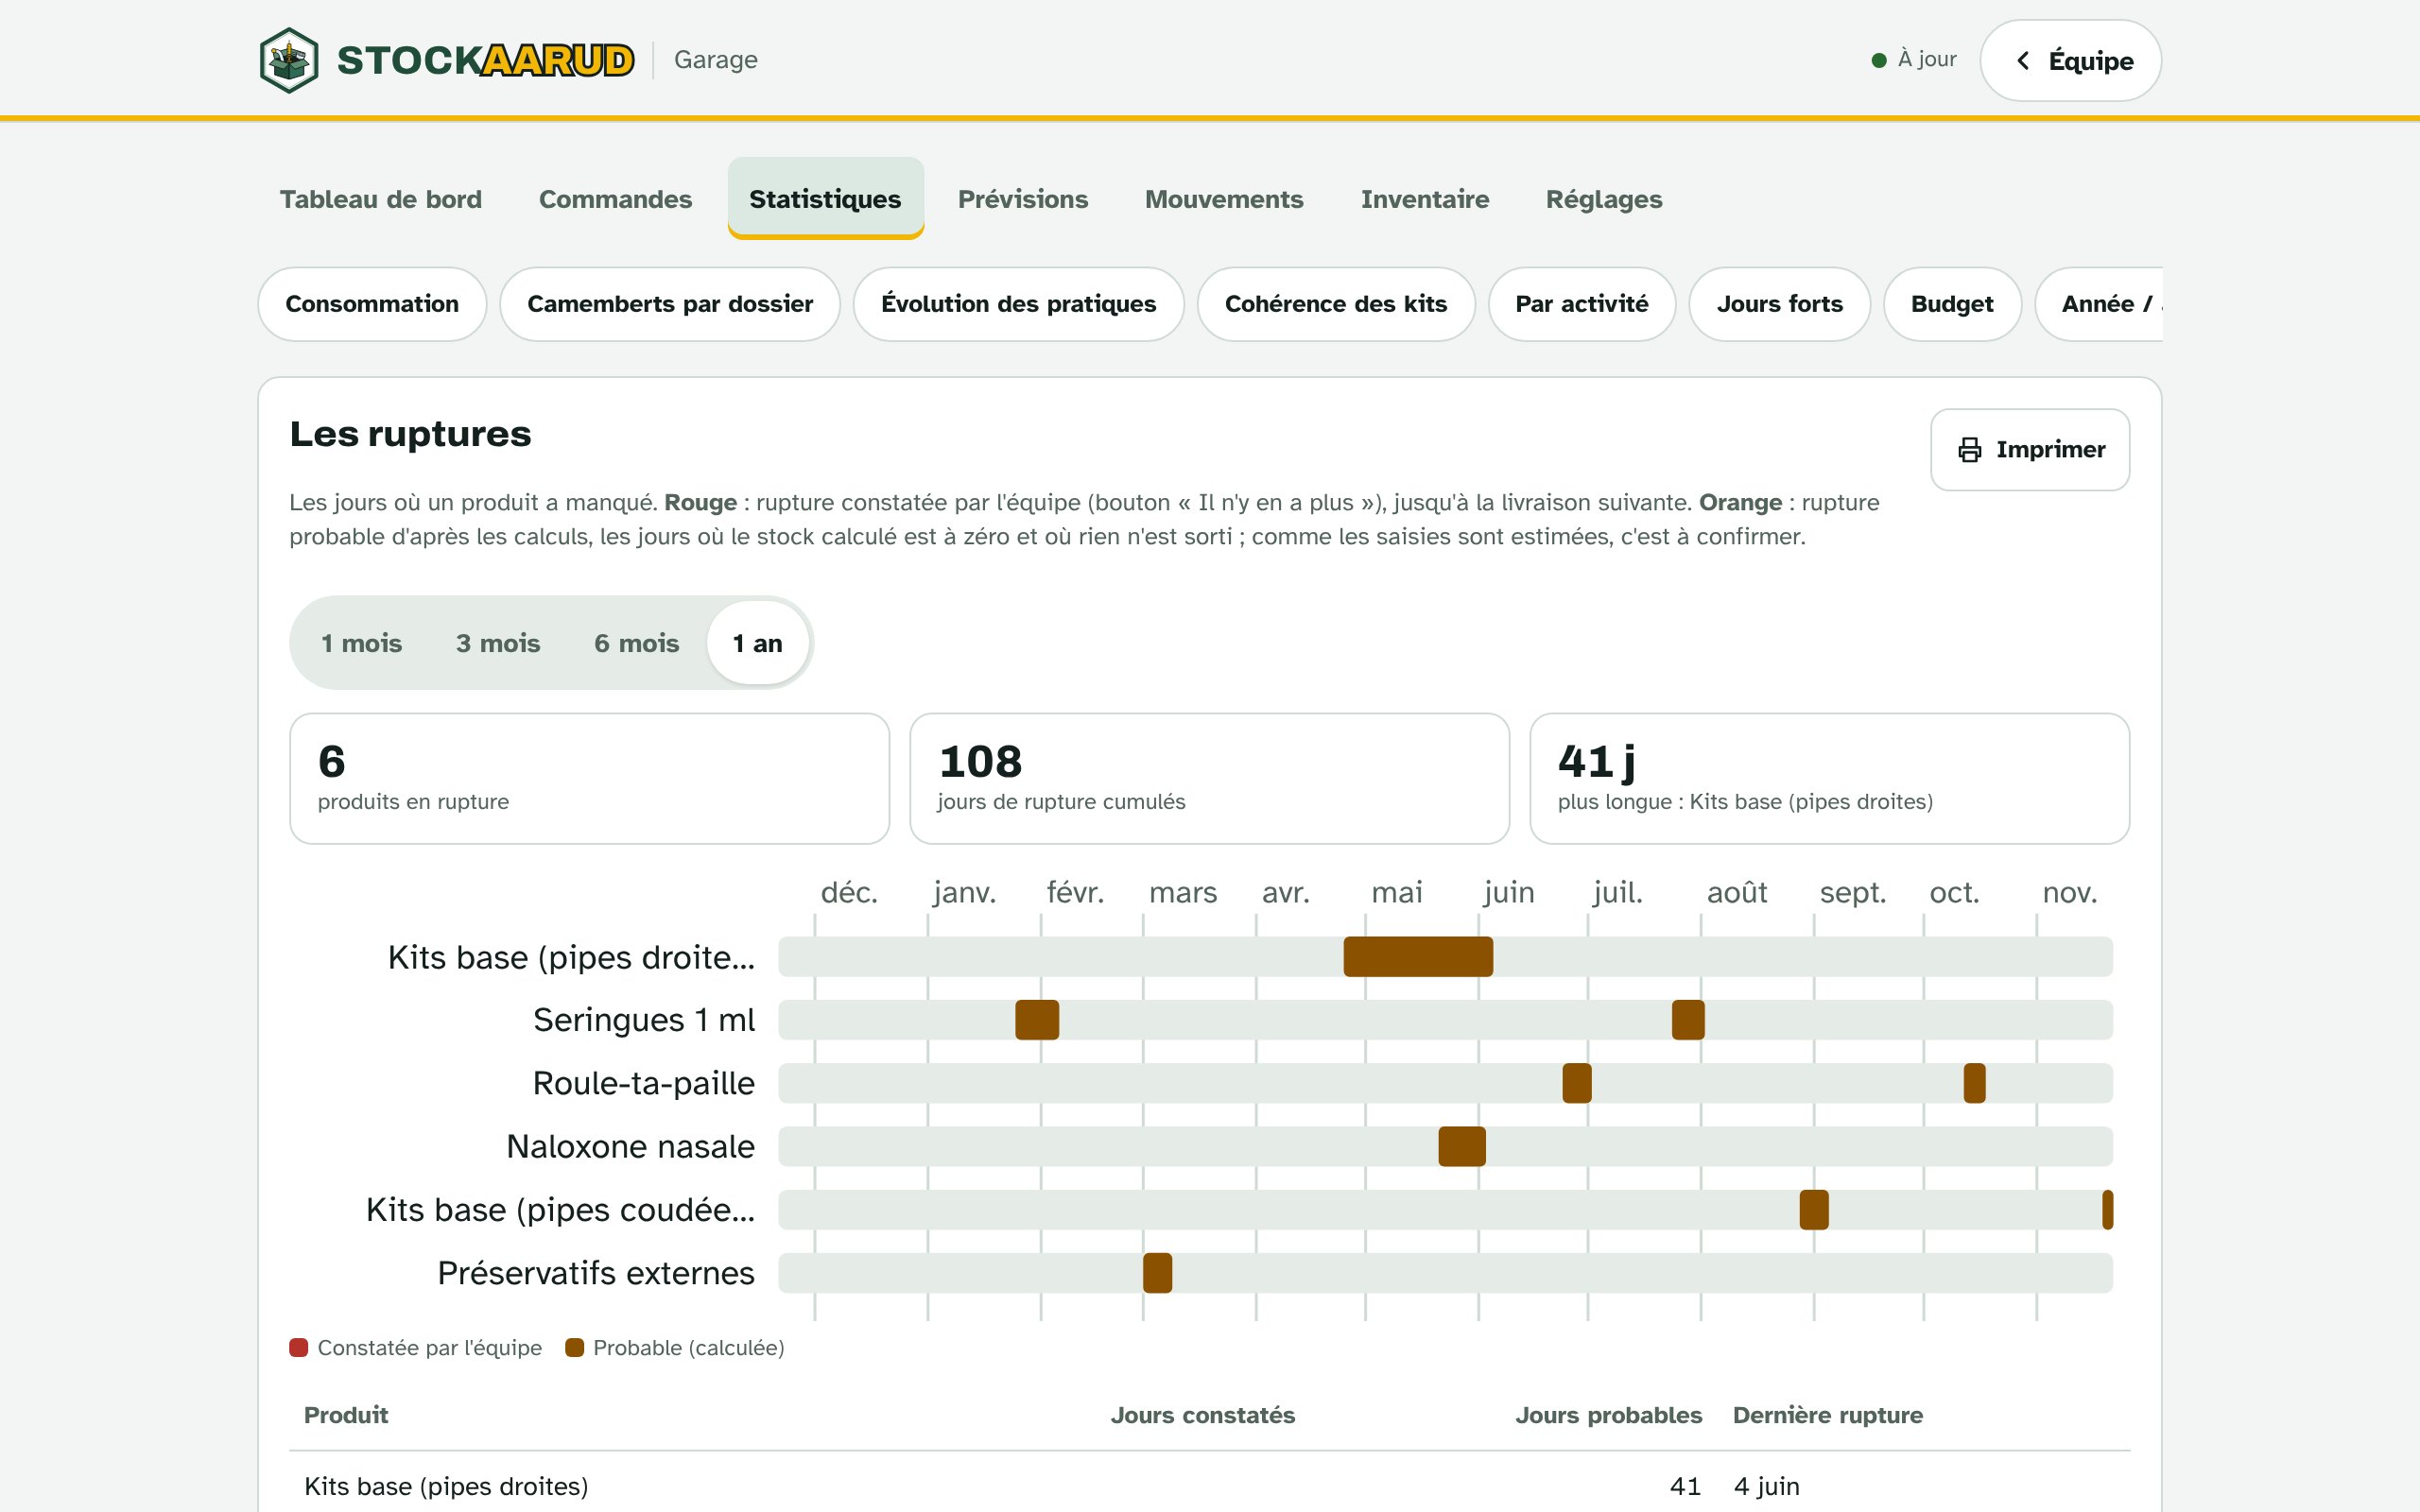 STOCKAARUD Garage À jour Équipe
Tableau de bord Commandes Statistiques Prévisions Mouvements Inventaire Réglages
Consommation Camemberts par dossier Évolution des pratiques Cohérence des kits Par activité Jours forts Budget Année /
Les ruptures
Imprimer
Les jours où un produit a manqué. Rouge : rupture constatée par l'équipe (bouton « Il n'y en a plus »), jusqu'à la livraison suivante. Orange : rupture
probable d'après les calculs, les jours où le stock calculé est à zéro et où rien n'est sorti ; comme les saisies sont estimées, c'est à confirmer.
1 mois 3 mois 6 mois 1 an
6
produits en rupture
108
jours de rupture cumulés
41 j
plus longue : Kits base (pipes droites)
déc. janv. févr. mars avr. mai juin juil. août sept. oct. nov.
Kits base (pipes droite...
Seringues 1 ml
Roule-ta-paille
Naloxone nasale
Kits base (pipes coudée...
Préservatifs externes
Constatée par l'équipe Probable (calculée)
Produit Jours constatés Jours probables Dernière rupture
Kits base (pipes droites) 41 4 juin